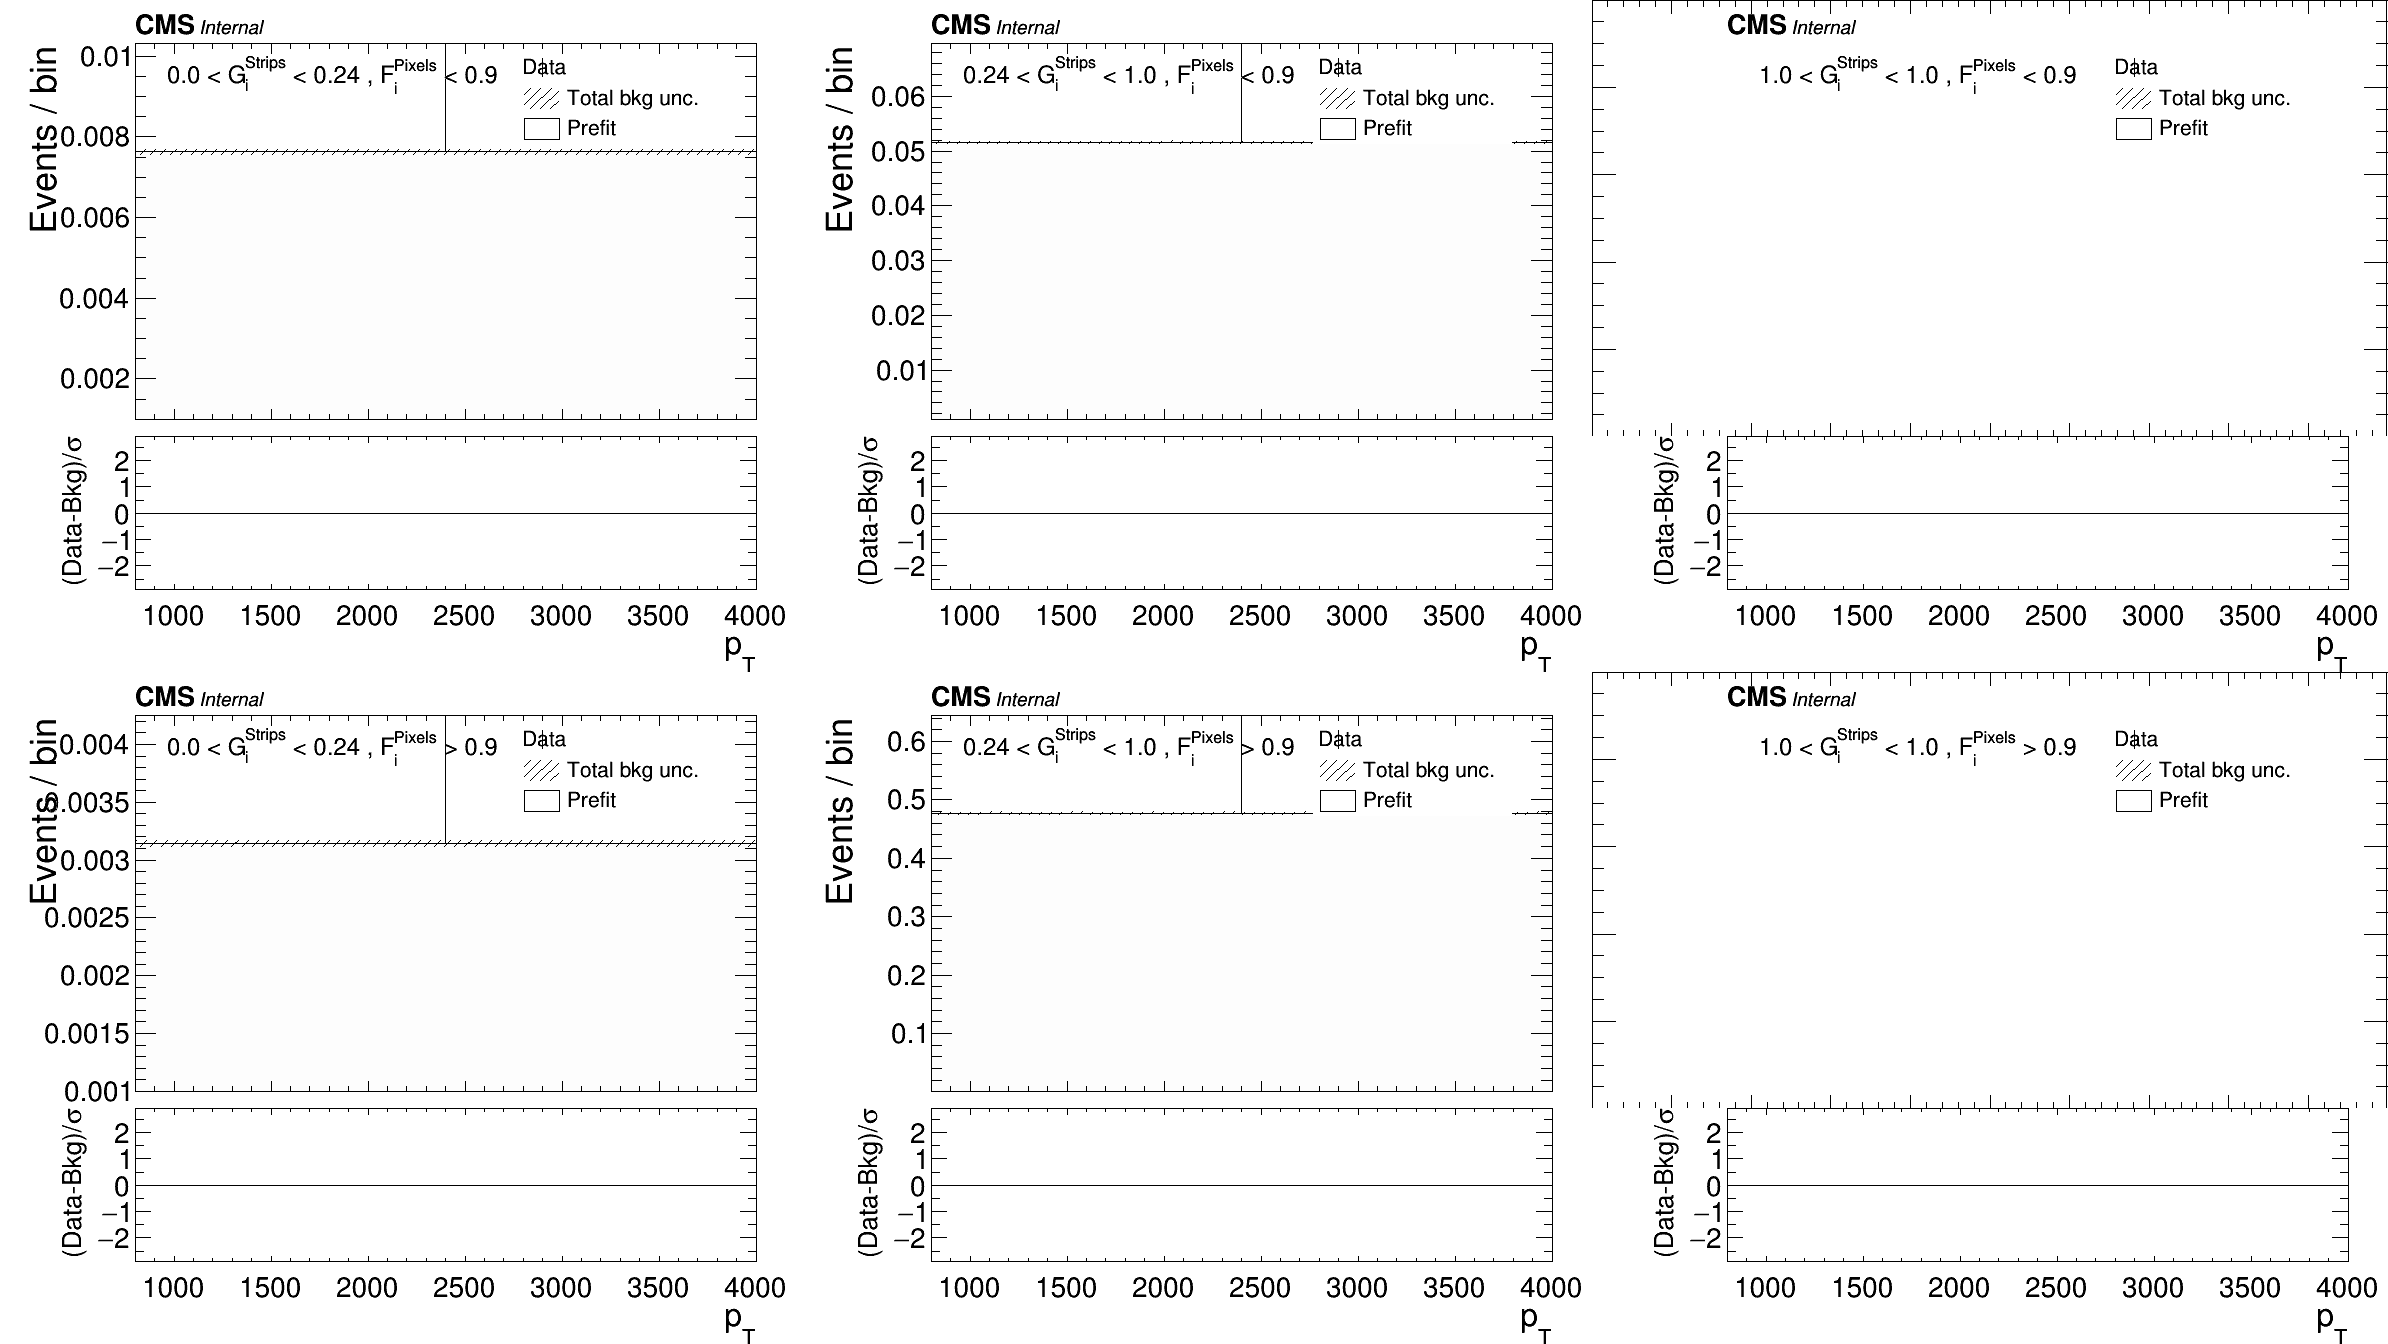 CMS Internal
0.0 < G_i^Strips < 0.24 , F_i^Pixels < 0.9
Data
Total bkg unc.
Prefit
Events / bin
0.01
0.008
0.006
0.004
0.002
(Data-Bkg)/σ
2
1
0
−1
−2
1000 1500 2000 2500 3000 3500 4000
p_T
CMS Internal
0.24 < G_i^Strips < 1.0 , F_i^Pixels < 0.9
Data
Total bkg unc.
Prefit
Events / bin
0.06
0.05
0.04
0.03
0.02
0.01
(Data-Bkg)/σ
2
1
0
−1
−2
1000 1500 2000 2500 3000 3500 4000
p_T
CMS Internal
1.0 < G_i^Strips < 1.0 , F_i^Pixels < 0.9
Data
Total bkg unc.
Prefit
(Data-Bkg)/σ
2
1
0
−1
−2
1000 1500 2000 2500 3000 3500 4000
p_T
CMS Internal
0.0 < G_i^Strips < 0.24 , F_i^Pixels > 0.9
Data
Total bkg unc.
Prefit
Events / bin
0.004
0.0035
0.003
0.0025
0.002
0.0015
0.001
(Data-Bkg)/σ
2
1
0
−1
−2
1000 1500 2000 2500 3000 3500 4000
p_T
CMS Internal
0.24 < G_i^Strips < 1.0 , F_i^Pixels > 0.9
Data
Total bkg unc.
Prefit
Events / bin
0.6
0.5
0.4
0.3
0.2
0.1
(Data-Bkg)/σ
2
1
0
−1
−2
1000 1500 2000 2500 3000 3500 4000
p_T
CMS Internal
1.0 < G_i^Strips < 1.0 , F_i^Pixels > 0.9
Data
Total bkg unc.
Prefit
(Data-Bkg)/σ
2
1
0
−1
−2
1000 1500 2000 2500 3000 3500 4000
p_T